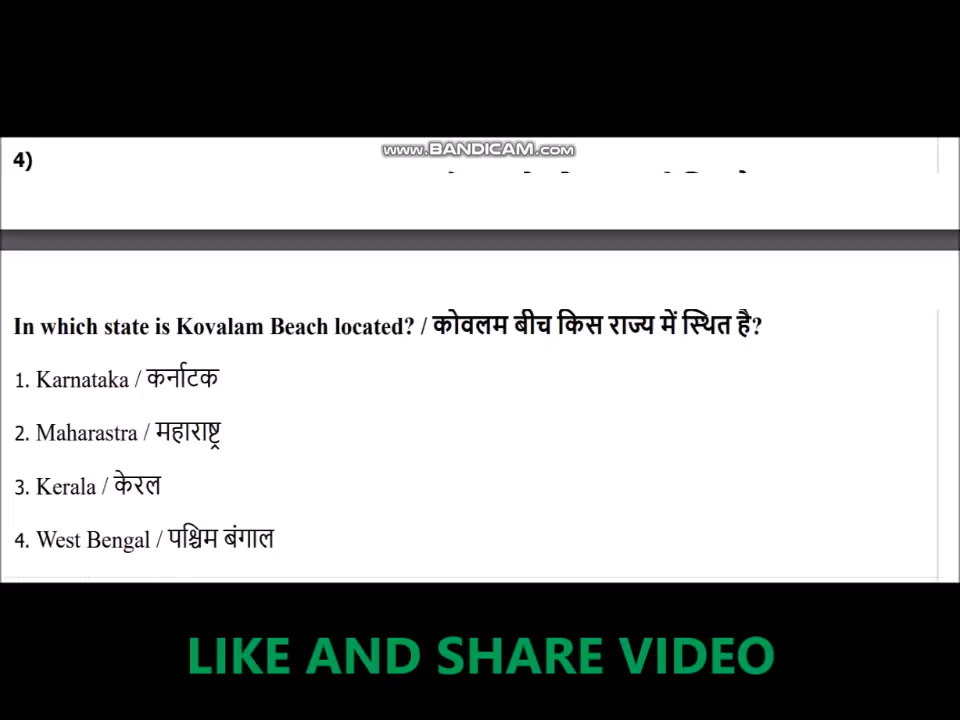 4)
www.BANDICAM.com
In which state is Kovalam Beach located? / कोवलम बीच किस राज्य में स्थित है?
1. Karnataka / कर्नाटक
2. Maharastra / महाराष्ट्र
3. Kerala / केरल
4. West Bengal / पश्चिम बंगाल
LIKE AND SHARE VIDEO